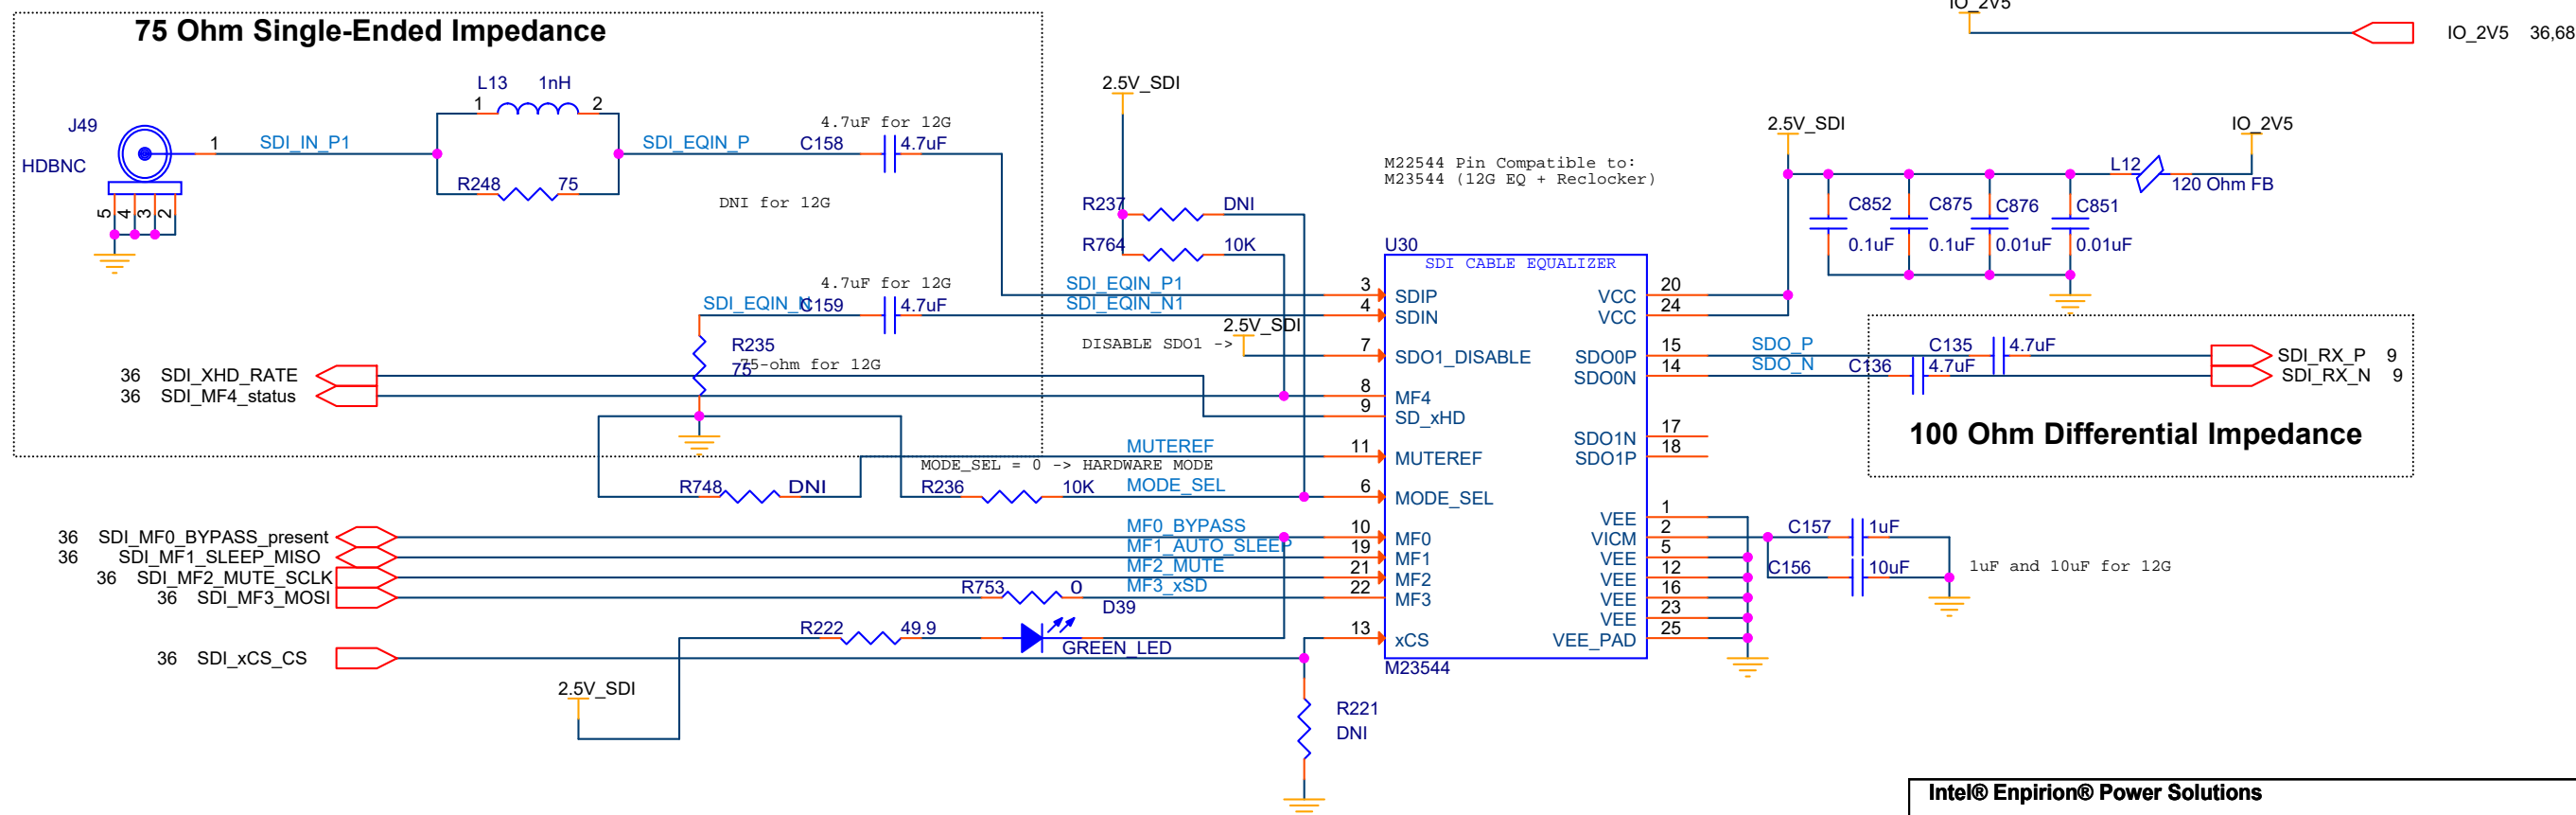 IO_2V5
75 Ohm Single-Ended Impedance
IO_2V5 36,68
L13 1nH
1 2
2.5V_SDI
J49
HDBNC
1
SDI_IN_P1
SDI_EQIN_P
4.7uF for 12G
C158 4.7uF
R248 75
DNI for 12G
5 4 3 2
2.5V_SDI
IO_2V5
M22544 Pin Compatible to:
M23544 (12G EQ + Reclocker)
L12
120 Ohm FB
R237 DNI
R764 10K
C852 C875 C876 C851
0.1uF 0.1uF 0.01uF 0.01uF
U30
SDI CABLE EQUALIZER
4.7uF for 12G
SDI_EQIN_N C159 4.7uF
SDI_EQIN_P1 3 SDIP
SDI_EQIN_N1 4 SDIN
VCC 20
VCC 24
2.5V_SDI
DISABLE SDO1 ->
7 SDO1_DISABLE
R235
75
75-ohm for 12G
36 SDI_XHD_RATE
36 SDI_MF4_status
8 MF4
9 SD_xHD
SDO0P 15 SDO_P C135 4.7uF SDI_RX_P 9
SDO0N 14 SDO_N C136 4.7uF SDI_RX_N 9
100 Ohm Differential Impedance
SDO1N 17
SDO1P 18
MUTEREF 11 MUTEREF
MODE_SEL = 0 -> HARDWARE MODE
R748 DNI
R236 10K MODE_SEL 6 MODE_SEL
36 SDI_MF0_BYPASS_present MF0_BYPASS 10 MF0
36 SDI_MF1_SLEEP_MISO MF1_AUTO_SLEEP 19 MF1
36 SDI_MF2_MUTE_SCLK MF2_MUTE 21 MF2
36 SDI_MF3_MOSI R753 0 MF3_xSD 22 MF3
VEE 1
VICM 2
VEE 5
VEE 12
VEE 16
VEE 23
VEE_PAD 25
C157 1uF
C156 10uF
1uF and 10uF for 12G
D39
R222 49.9
GREEN_LED
13 xCS
36 SDI_xCS_CS
M23544
2.5V_SDI
R221
DNI
Intel® Enpirion® Power Solutions